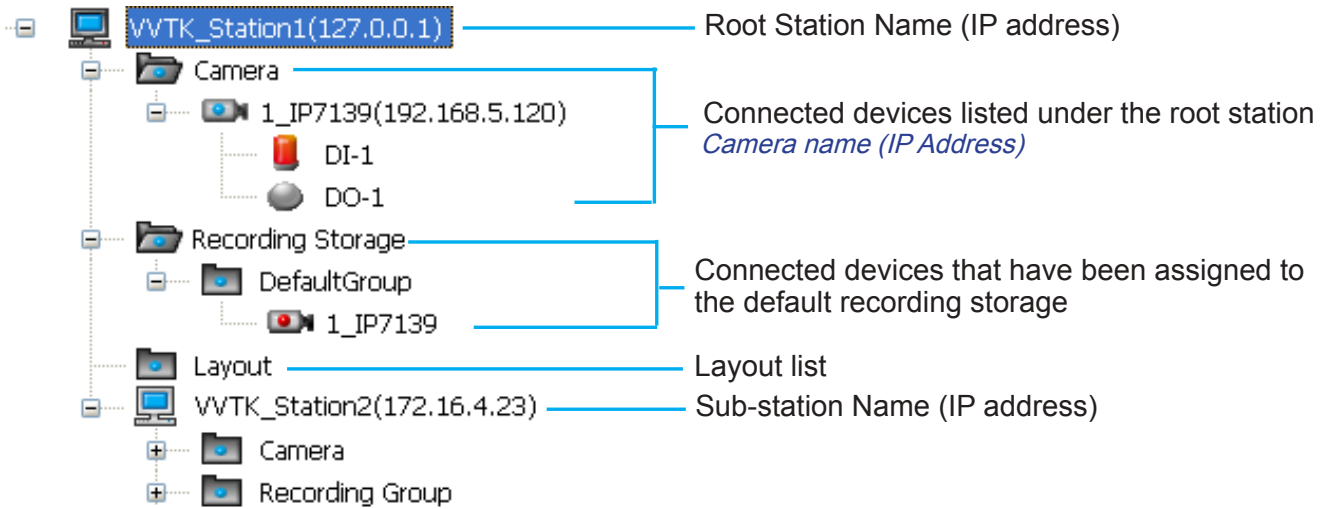 VVTK_Station1(127.0.0.1) Root Station Name (IP address)
Camera
1_IP7139(192.168.5.120)
Connected devices listed under the root station
Camera name (IP Address)
DI-1
DO-1
Recording Storage
DefaultGroup
Connected devices that have been assigned to
the default recording storage
1_IP7139
Layout Layout list
VVTK_Station2(172.16.4.23) Sub-station Name (IP address)
Camera
Recording Group